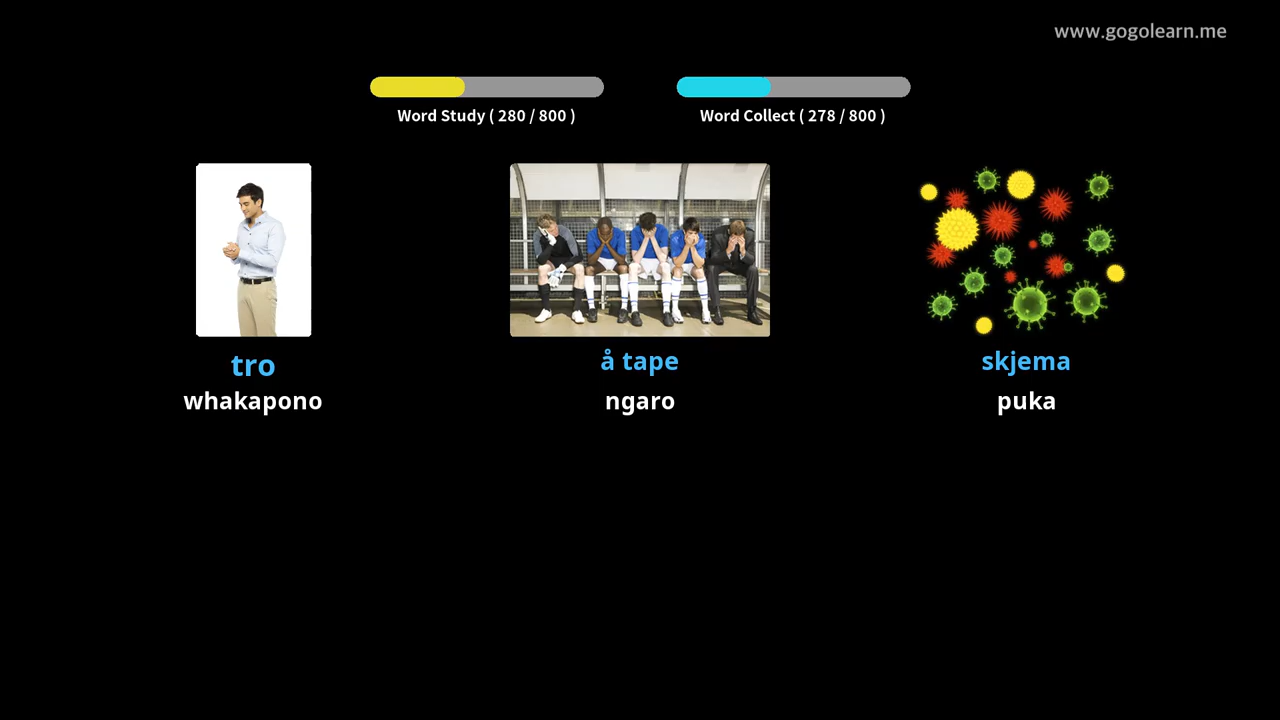 www.gogolearn.me
Word Study ( 280 / 800 )
Word Collect ( 278 / 800 )
tro
å tape
skjema
whakapono
ngaro
puka